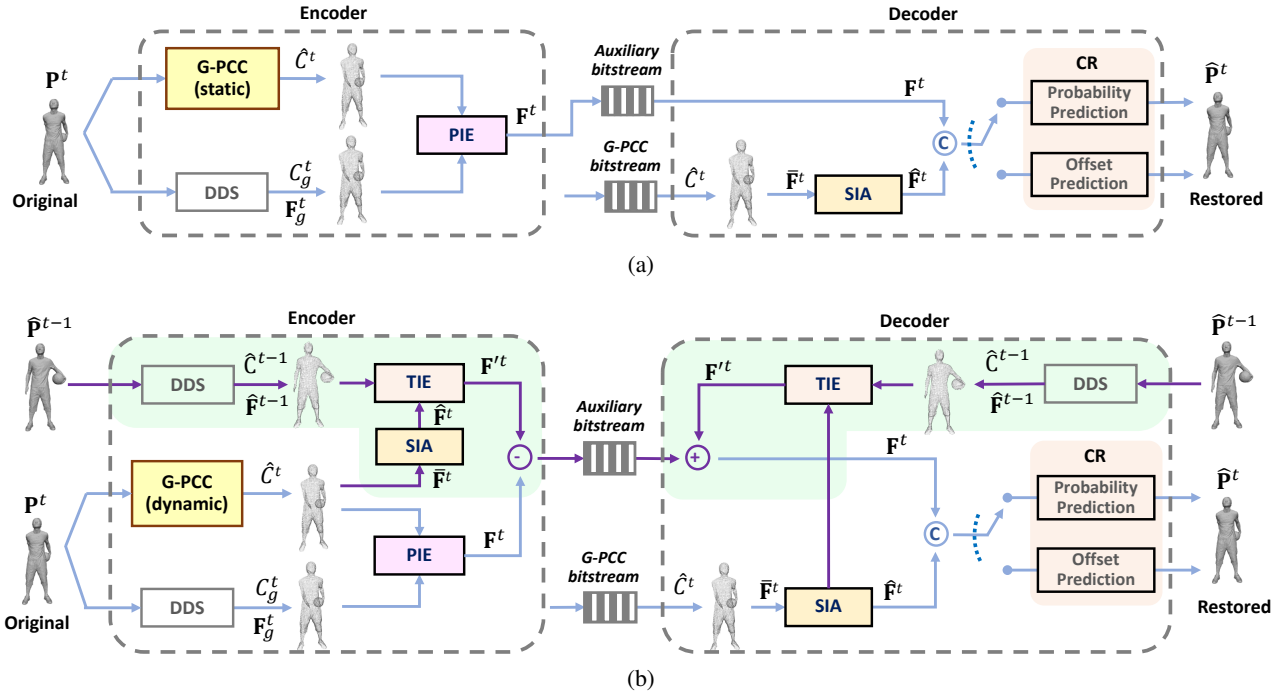 Encoder
Decoder
P^t
Original
G-PCC
(static)
Ĉ^t
DDS
C_g^t
F_g^t
PIE
F^t
Auxiliary
bitstream
G-PCC
bitstream
Ĉ^t
F̄^t
SIA
F̂^t
F^t
C
CR
Probability
Prediction
Offset
Prediction
P̂^t
Restored
(a)
Encoder
Decoder
P̂^{t−1}
DDS
Ĉ^{t−1}
F̂^{t−1}
TIE
F′^t
F̂^t
SIA
F̄^t
-
P^t
Original
G-PCC
(dynamic)
Ĉ^t
DDS
C_g^t
F_g^t
PIE
F^t
Auxiliary
bitstream
G-PCC
bitstream
F′^t
+
TIE
Ĉ^{t−1}
F̂^{t−1}
DDS
P̂^{t−1}
F^t
Ĉ^t
F̄^t
SIA
F̂^t
C
CR
Probability
Prediction
Offset
Prediction
P̂^t
Restored
(b)